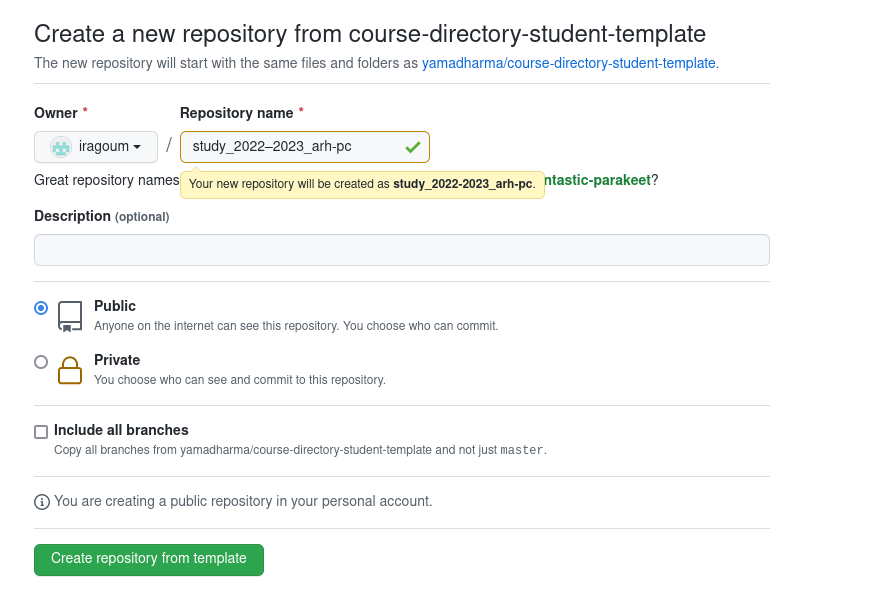 Create a new repository from course-directory-student-template
The new repository will start with the same files and folders as yamadharma/course-directory-student-template.
Owner *
Repository name *
iragoum
/
study_2022–2023_arh-pc
Great repository names
Your new repository will be created as study_2022-2023_arh-pc.
ntastic-parakeet?
Description (optional)
Public
Anyone on the internet can see this repository. You choose who can commit.
Private
You choose who can see and commit to this repository.
Include all branches
Copy all branches from yamadharma/course-directory-student-template and not just master.
You are creating a public repository in your personal account.
Create repository from template